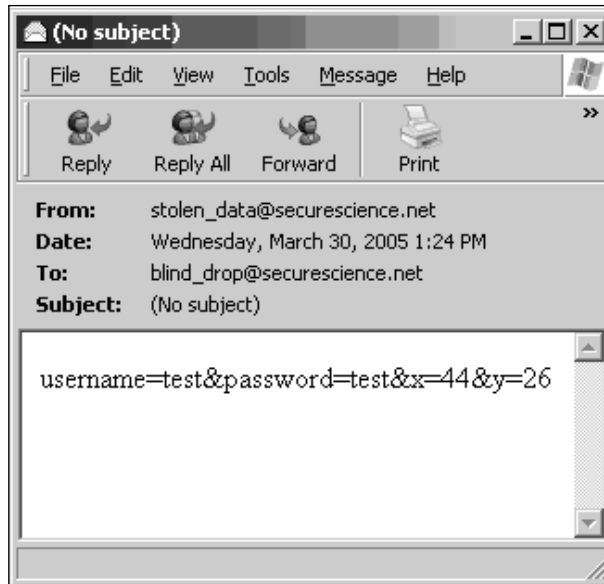 (No subject)
File Edit View Tools Message Help
Reply Reply All Forward Print »
From: stolen_data@securescience.net
Date: Wednesday, March 30, 2005 1:24 PM
To: blind_drop@securescience.net
Subject: (No subject)
username=test&password=test&x=44&y=26